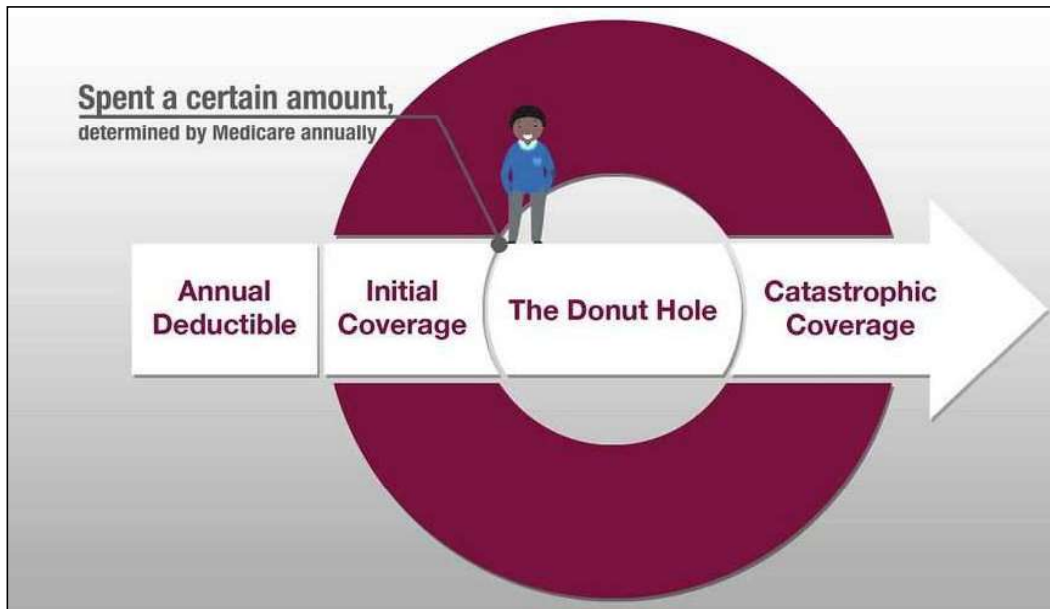 Spent a certain amount,
determined by Medicare annually
Annual
Deductible
Initial
Coverage
The Donut Hole
Catastrophic
Coverage